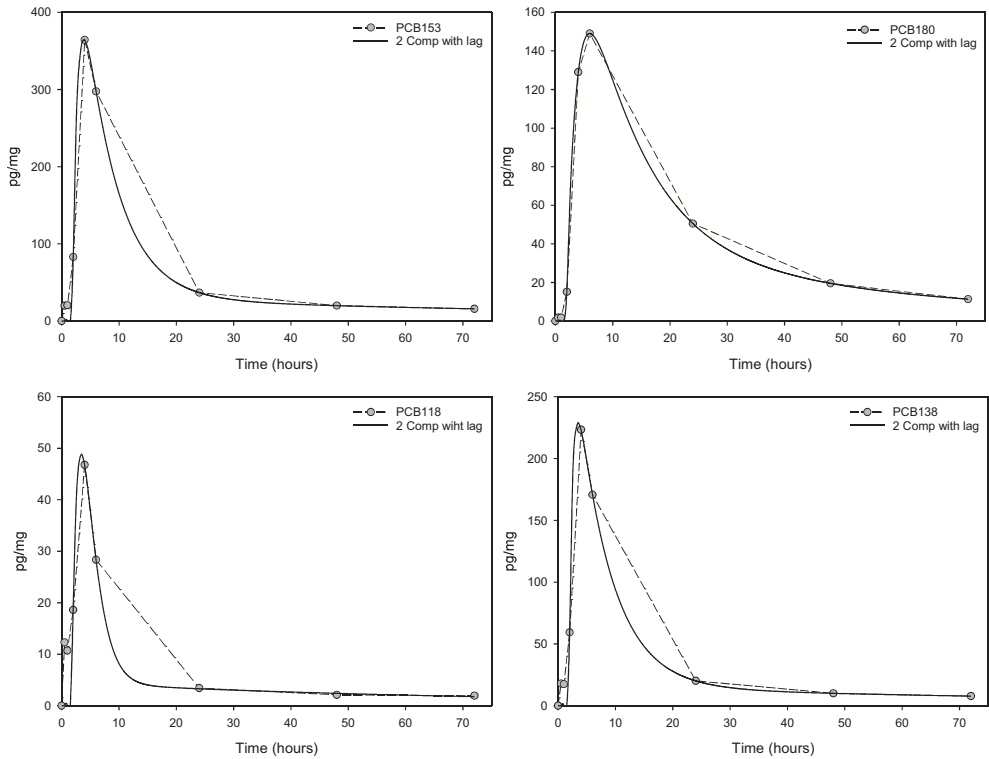 400
300
200
100
0
pg/mg
0 10 20 30 40 50 60 70
Time (hours)
PCB153
2 Comp with lag
160
140
120
100
80
60
40
20
0
pg/mg
0 10 20 30 40 50 60 70
Time (hours)
PCB180
2 Comp with lag
60
50
40
30
20
10
0
pg/mg
0 10 20 30 40 50 60 70
Time (hours)
PCB118
2 Comp wiht lag
250
200
150
100
50
0
pg/mg
0 10 20 30 40 50 60 70
Time (hours)
PCB138
2 Comp with lag